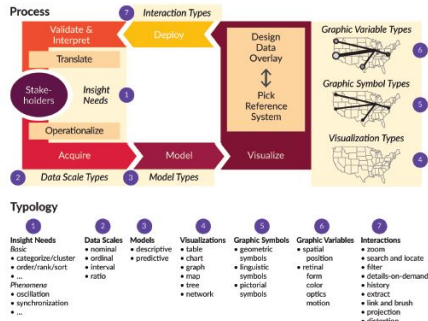 Process
7 Interaction Types
Validate &
Interpret
Deploy
Translate
Stake-
holders
Insight
Needs
1
Operationalize
Acquire
Model
Visualize
2 Data Scale Types
3 Model Types
Design
Data
Overlay
Pick
Reference
System
Graphic Variable Types
6
Graphic Symbol Types
5
Visualization Types
4
Typology
1
Insight Needs
Basic
• categorize/cluster
• order/rank/sort
• ...
Phenomena
• oscillation
• synchronization
• ...
2
Data Scales
• nominal
• ordinal
• interval
• ratio
3
Models
• descriptive
• predictive
4
Visualizations
• table
• chart
• graph
• map
• tree
• network
5
Graphic Symbols
• geometric
symbols
• linguistic
symbols
• pictorial
symbols
6
Graphic Variables
• spatial
position
• retinal
form
color
optics
motion
7
Interactions
• zoom
• search and locate
• filter
• details-on-demand
• history
• extract
• link and brush
• projection
• distortion